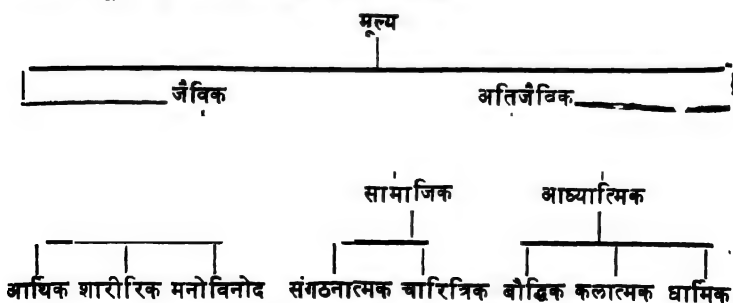 मूल्य
जैविक अतिजैविक
सामाजिक आध्यात्मिक
आर्थिक शारीरिक मनोविनोद संगठनात्मक चारित्रिक बौद्धिक कलात्मक धार्मिक